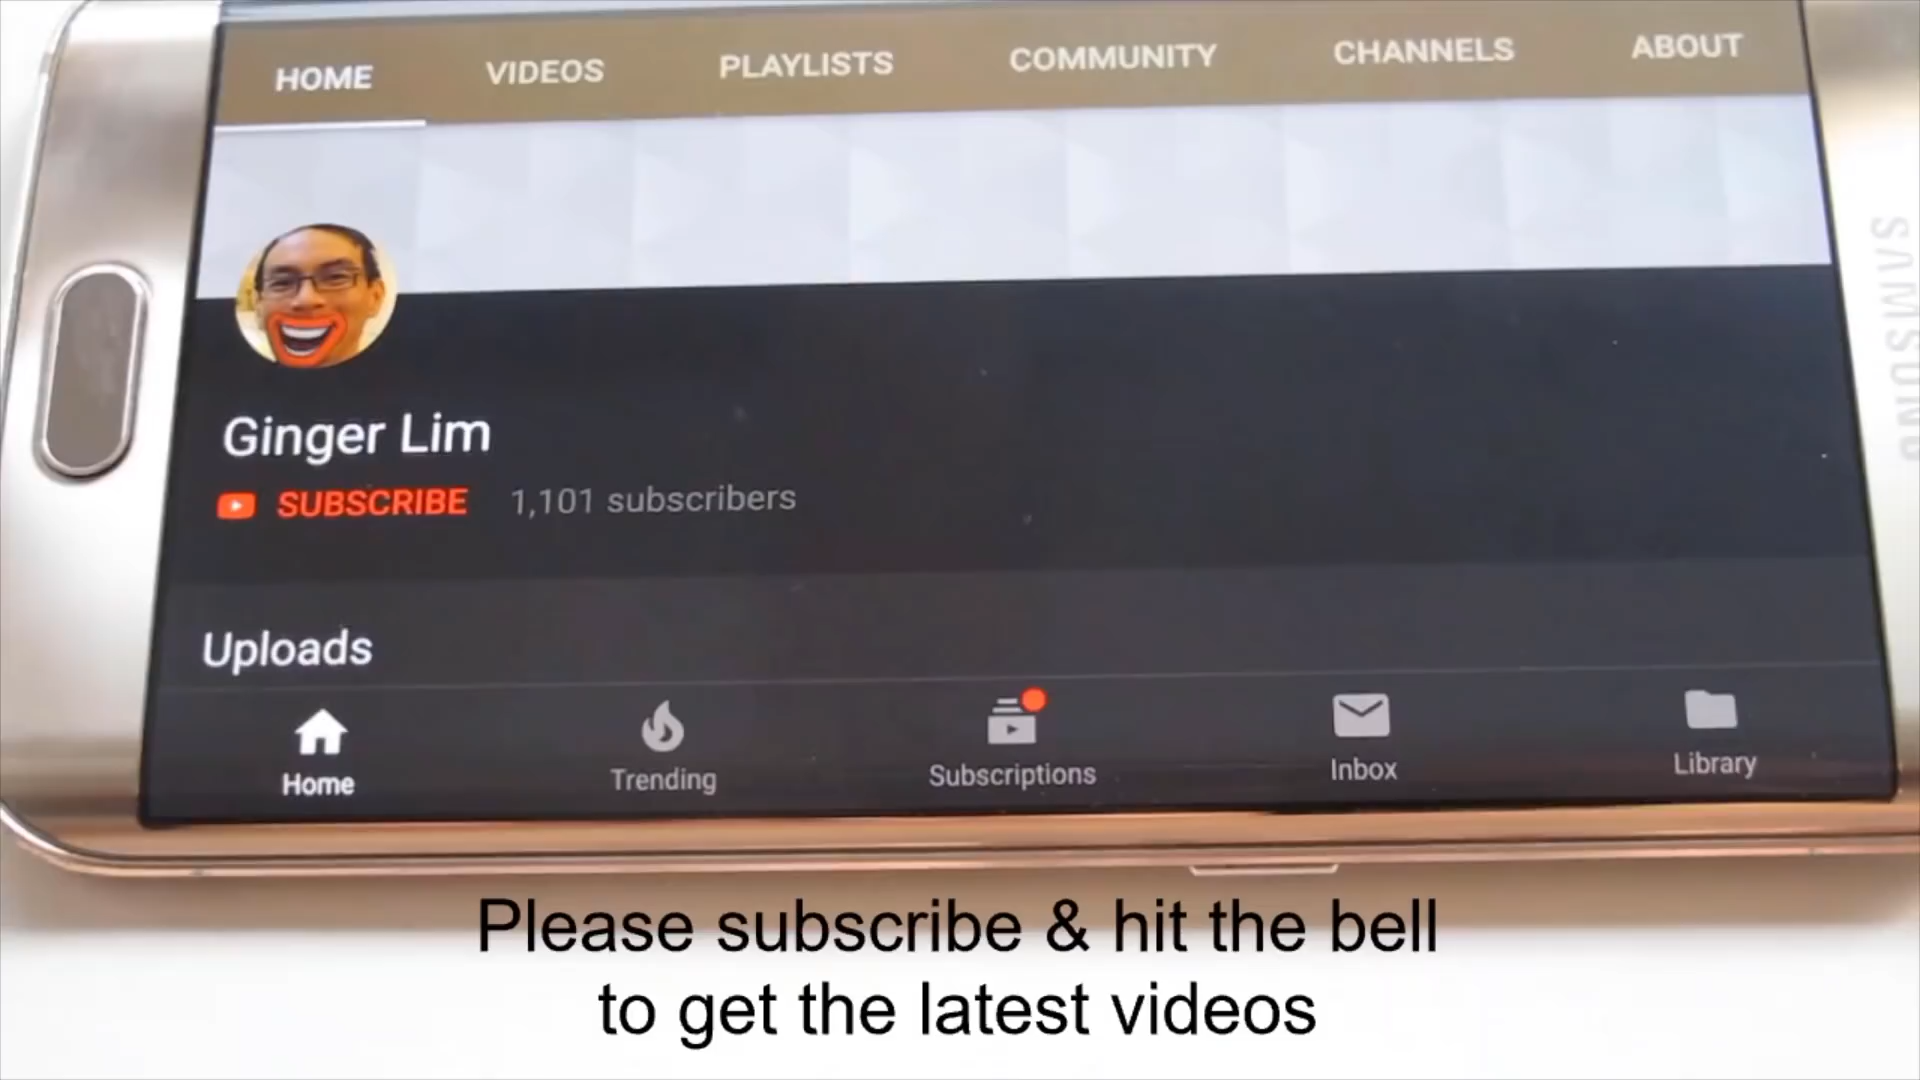 HOME VIDEOS PLAYLISTS COMMUNITY CHANNELS ABOUT
Ginger Lim
SUBSCRIBE 1,101 subscribers
Uploads
Home Trending Subscriptions Inbox Library
SAMSUNG
Please subscribe & hit the bell
to get the latest videos